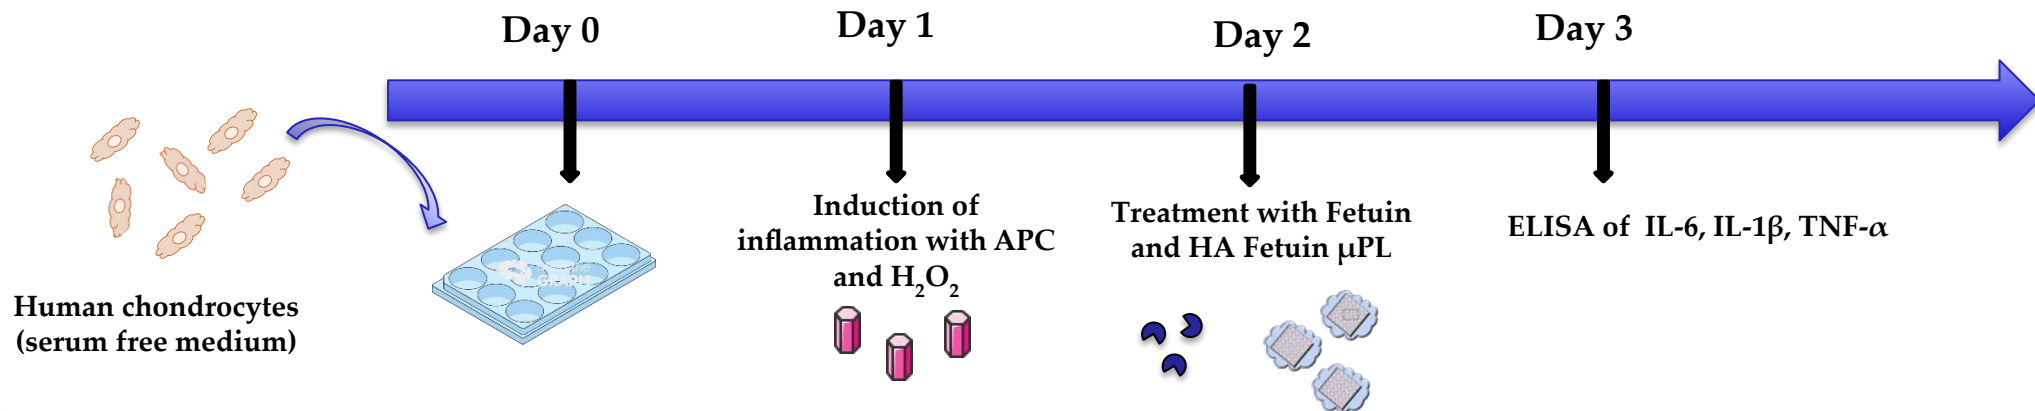 Day 0
Day 1
Day 2
Day 3
Human chondrocytes
(serum free medium)
Induction of
inflammation with APC
and H₂O₂
Treatment with Fetuin
and HA Fetuin μPL
ELISA of IL-6, IL-1β, TNF-α